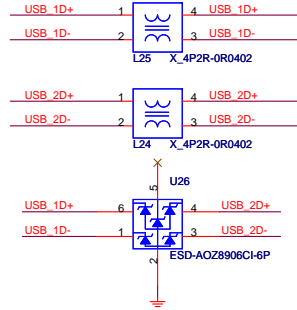 USB_1D+ 1 4 USB_1D+
USB_1D- 2 3 USB_1D-
L25 X_4P2R-0R0402
USB_2D+ 1 4 USB_2D+
USB_2D- 2 3 USB_2D-
L24 X_4P2R-0R0402
U26
5
USB_1D+ 6 4 USB_2D+
USB_1D- 1 3 USB_2D-
2 ESD-AOZ8906CI-6P